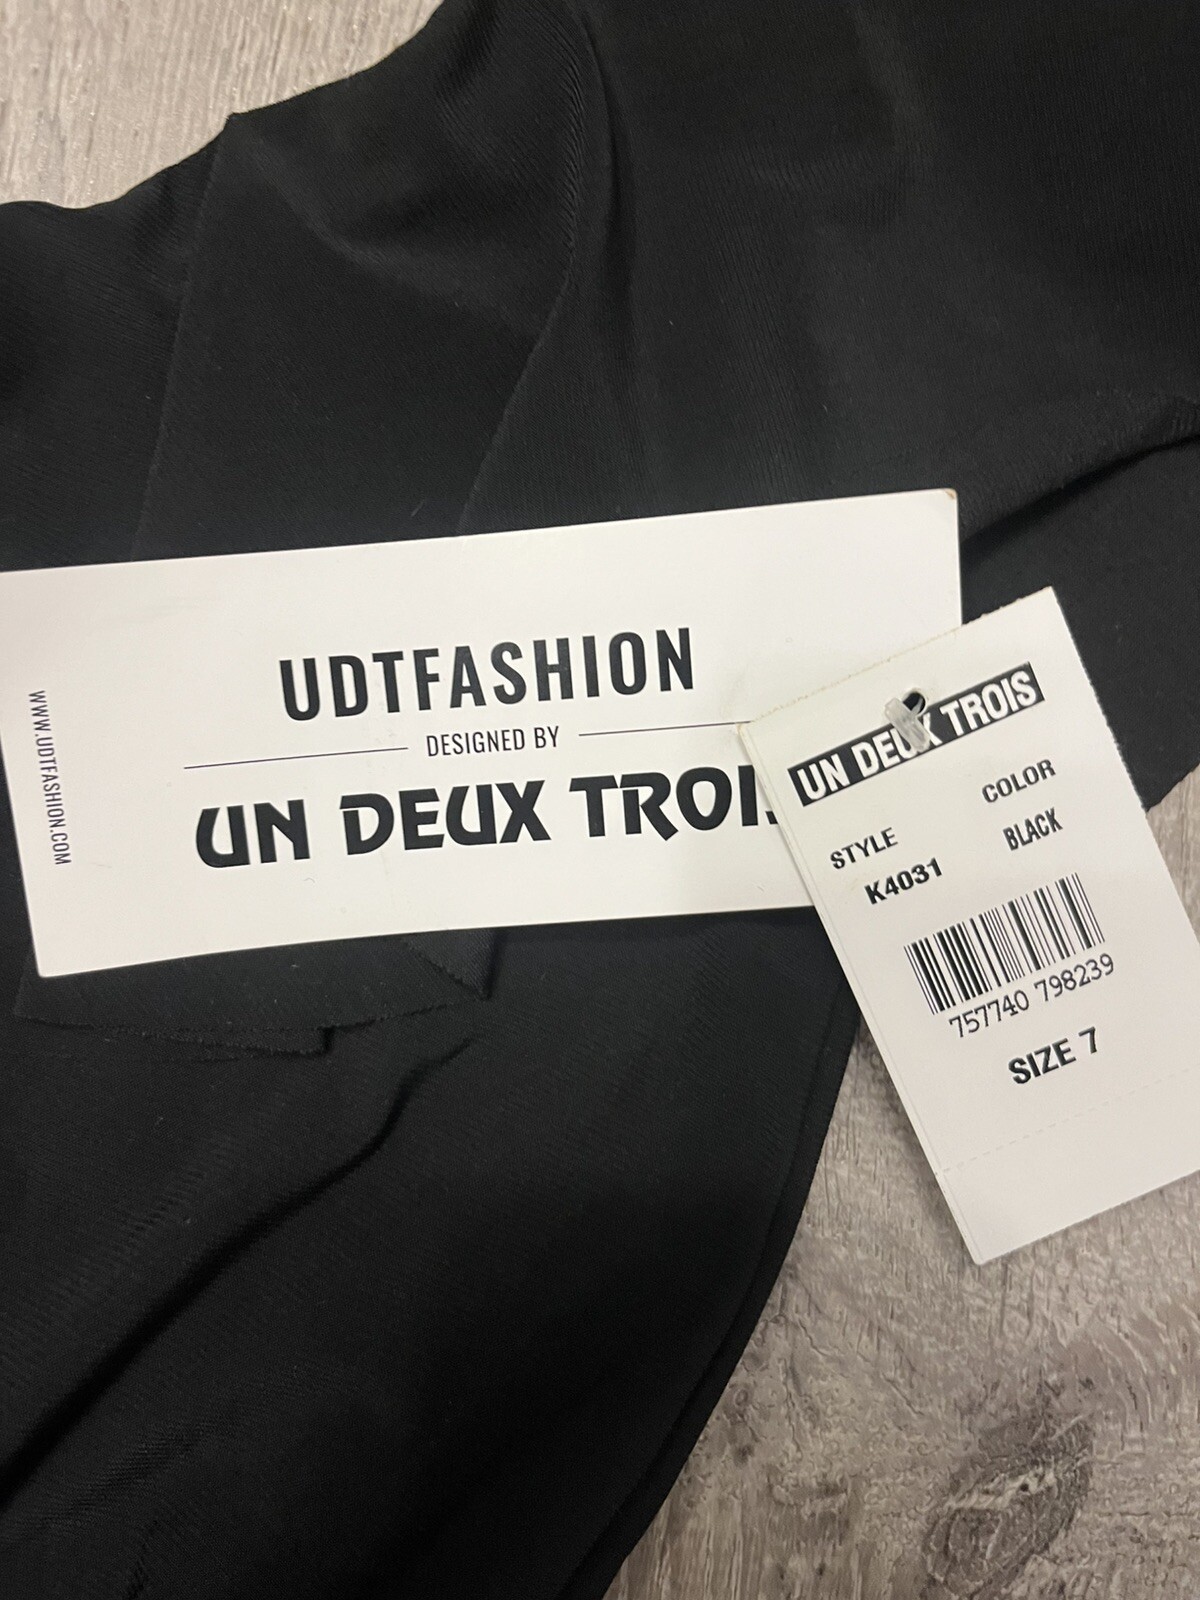 WWW.UDTFASHION.COM
UDTFASHION
DESIGNED BY
UN DEUX TROIS
UN DEUX TROIS
STYLE COLOR
K4031 BLACK
757740 798239
SIZE 7